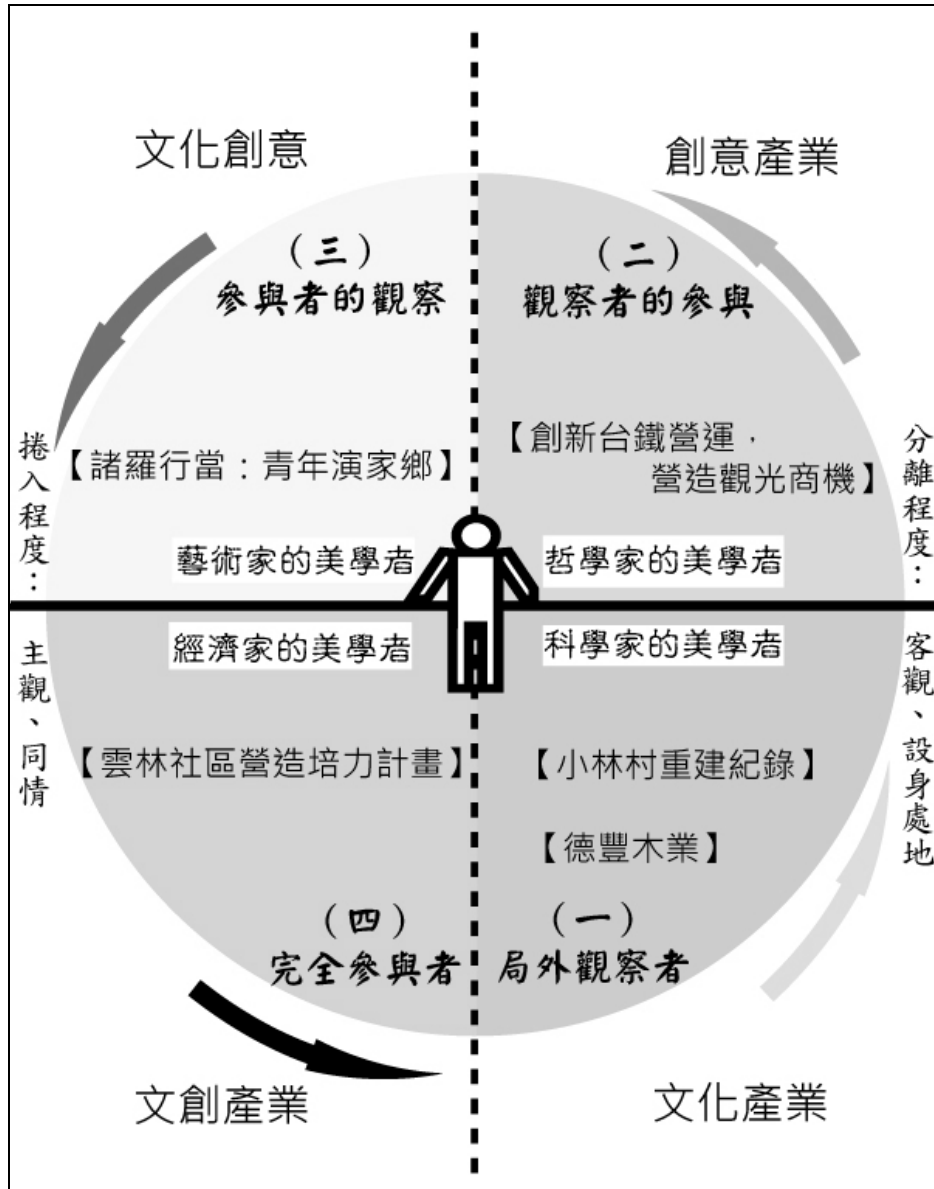 文化創意
創意產業
（三）
參與者的觀察
（二）
觀察者的參與
捲入程度：
主觀、同情
分離程度：
客觀、設身處地
【諸羅行當：青年演家鄉】
【創新台鐵營運，
營造觀光商機】
藝術家的美學者
哲學家的美學者
經濟家的美學者
科學家的美學者
【雲林社區營造培力計畫】
【小林村重建紀錄】
【德豐木業】
（四）
完全參與者
（一）
局外觀察者
文創產業
文化產業